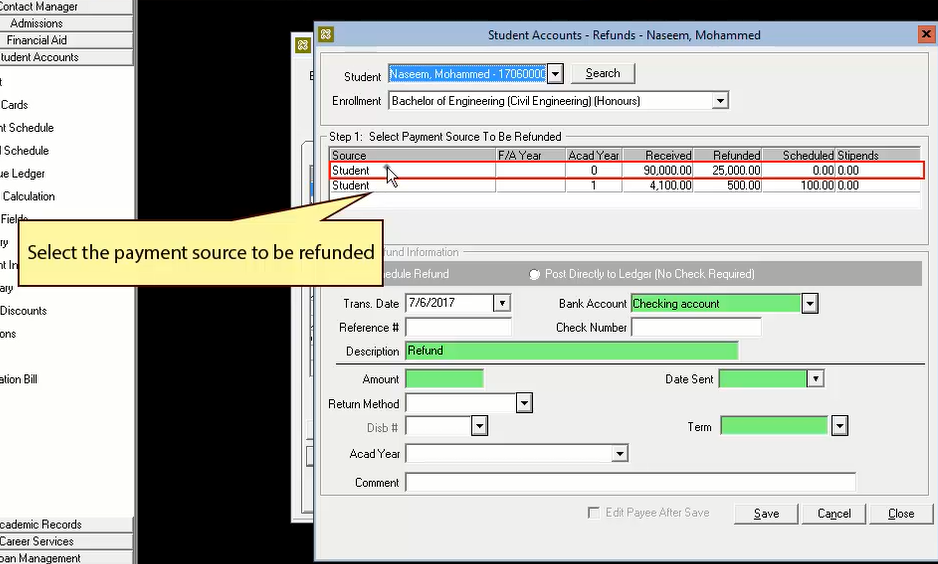 Contact Manager
Admissions
Financial Aid
Student Accounts
t
Cards
nt Schedule
d Schedule
ue Ledger
Calculation
Fields
ry
nt In
ary
Discounts
ons
ation Bill
Academic Records
Career Services
Loan Management
Student Accounts - Refunds - Naseem, Mohammed
Student Naseem, Mohammed - 17060000 Search
Enrollment Bachelor of Engineering (Civil Engineering) (Honours)
Step 1: Select Payment Source To Be Refunded
Source F/A Year Acad Year Received Refunded Scheduled Stipends
Student 0 90,000.00 25,000.00 0.00 0.00
Student 1 4,100.00 500.00 100.00 0.00
Select the payment source to be refunded
fund Information
hedule Refund Post Directly to Ledger (No Check Required)
Trans. Date 7/6/2017 Bank Account Checking account
Reference # Check Number
Description Refund
Amount Date Sent
Return Method
Disb # Term
Acad Year
Comment
Edit Payee After Save Save Cancel Close